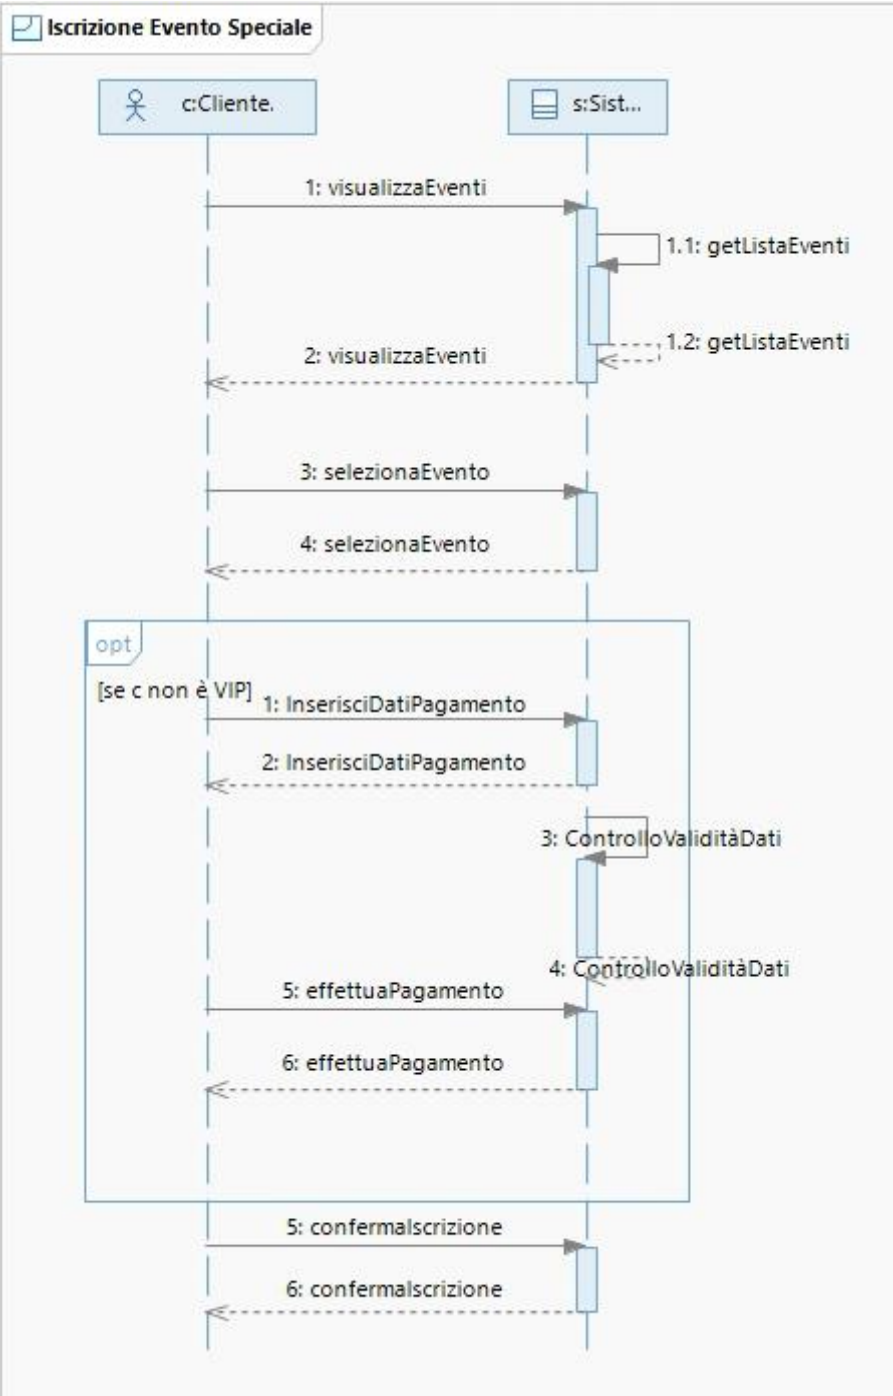 Iscrizione Evento Speciale
c:Cliente.
s:Sist...
1: visualizzaEventi
1.1: getListaEventi
1.2: getListaEventi
2: visualizzaEventi
3: selezionaEvento
4: selezionaEvento
opt
[se c non è VIP]
1: InserisciDatiPagamento
2: InserisciDatiPagamento
3: ControlloValiditàDati
4: ControlloValiditàDati
5: effettuaPagamento
6: effettuaPagamento
5: confermaIscrizione
6: confermaIscrizione